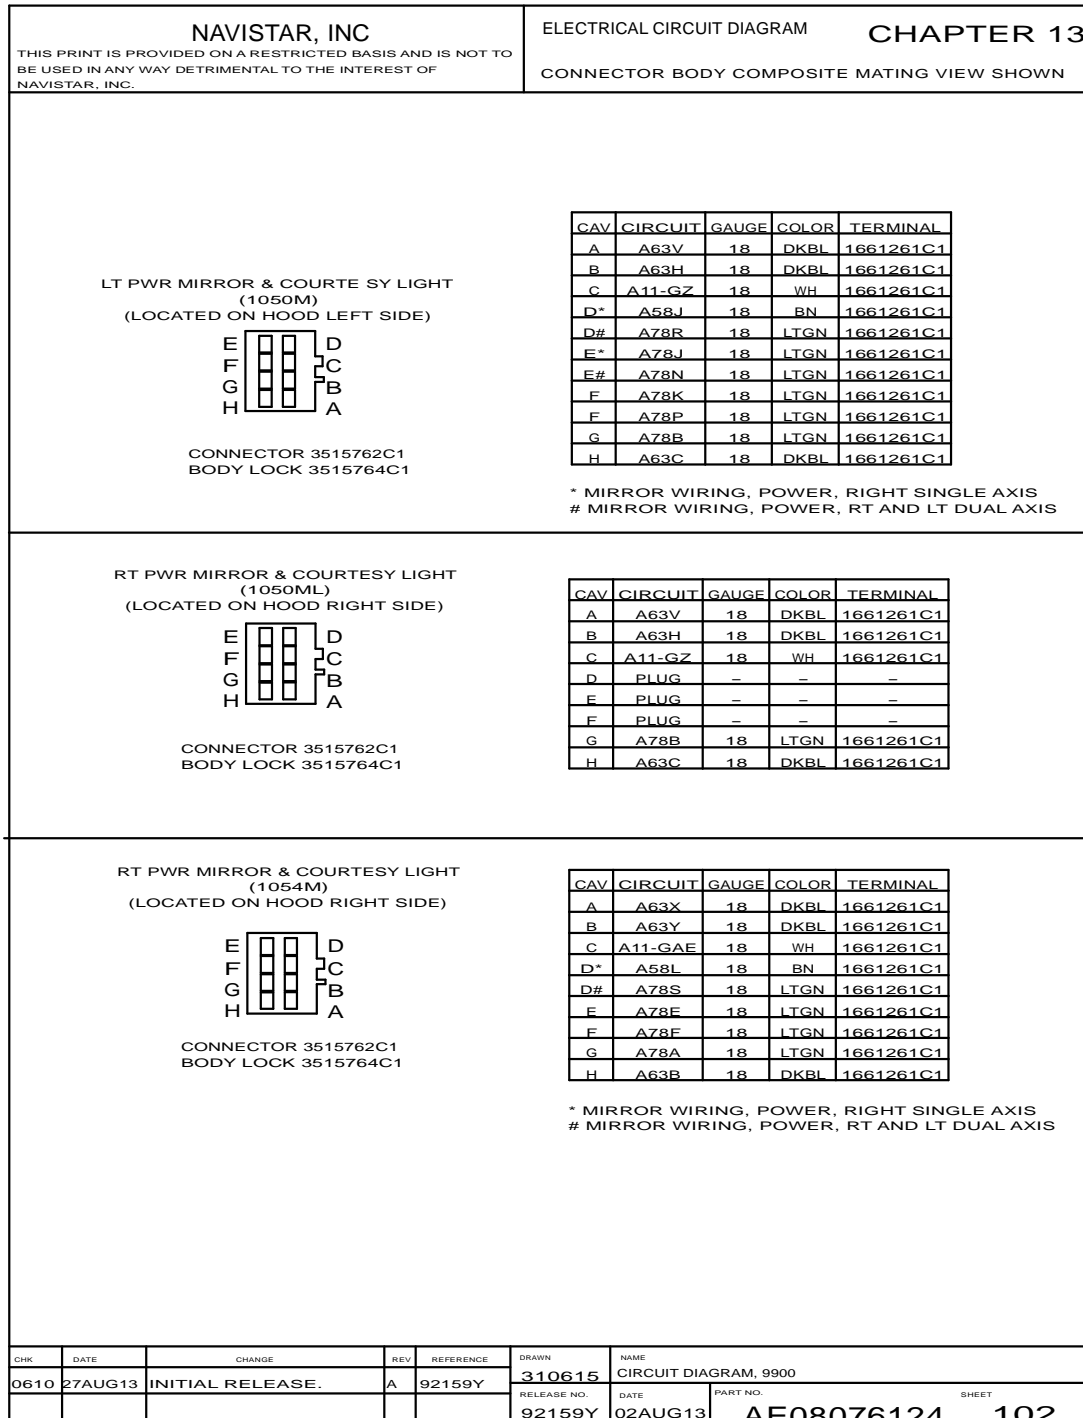 NAVISTAR, INC
THIS PRINT IS PROVIDED ON A RESTRICTED BASIS AND IS NOT TO
BE USED IN ANY WAY DETRIMENTAL TO THE INTEREST OF
NAVISTAR, INC.
ELECTRICAL CIRCUIT DIAGRAM CHAPTER 13
CONNECTOR BODY COMPOSITE MATING VIEW SHOWN
LT PWR MIRROR & COURTE SY LIGHT
(1050M)
(LOCATED ON HOOD LEFT SIDE)
E D
F C
G B
H A
CONNECTOR 3515762C1
BODY LOCK 3515764C1
CAV CIRCUIT GAUGE COLOR TERMINAL
A A63V 18 DKBL 1661261C1
B A63H 18 DKBL 1661261C1
C A11-GZ 18 WH 1661261C1
D* A58J 18 BN 1661261C1
D# A78R 18 LTGN 1661261C1
E* A78J 18 LTGN 1661261C1
E# A78N 18 LTGN 1661261C1
F A78K 18 LTGN 1661261C1
F A78P 18 LTGN 1661261C1
G A78B 18 LTGN 1661261C1
H A63C 18 DKBL 1661261C1
* MIRROR WIRING, POWER, RIGHT SINGLE AXIS
# MIRROR WIRING, POWER, RT AND LT DUAL AXIS
RT PWR MIRROR & COURTESY LIGHT
(1050ML)
(LOCATED ON HOOD RIGHT SIDE)
E D
F C
G B
H A
CONNECTOR 3515762C1
BODY LOCK 3515764C1
CAV CIRCUIT GAUGE COLOR TERMINAL
A A63V 18 DKBL 1661261C1
B A63H 18 DKBL 1661261C1
C A11-GZ 18 WH 1661261C1
D PLUG – – –
E PLUG – – –
F PLUG – – –
G A78B 18 LTGN 1661261C1
H A63C 18 DKBL 1661261C1
RT PWR MIRROR & COURTESY LIGHT
(1054M)
(LOCATED ON HOOD RIGHT SIDE)
E D
F C
G B
H A
CONNECTOR 3515762C1
BODY LOCK 3515764C1
CAV CIRCUIT GAUGE COLOR TERMINAL
A A63X 18 DKBL 1661261C1
B A63Y 18 DKBL 1661261C1
C A11-GAE 18 WH 1661261C1
D* A58L 18 BN 1661261C1
D# A78S 18 LTGN 1661261C1
E A78E 18 LTGN 1661261C1
F A78F 18 LTGN 1661261C1
G A78A 18 LTGN 1661261C1
H A63B 18 DKBL 1661261C1
* MIRROR WIRING, POWER, RIGHT SINGLE AXIS
# MIRROR WIRING, POWER, RT AND LT DUAL AXIS
CHK DATE CHANGE REV REFERENCE
0610 27AUG13 INITIAL RELEASE. A 92159Y
DRAWN NAME
310615 CIRCUIT DIAGRAM, 9900
RELEASE NO. DATE PART NO. SHEET
92159Y 02AUG13 AE08076124 102